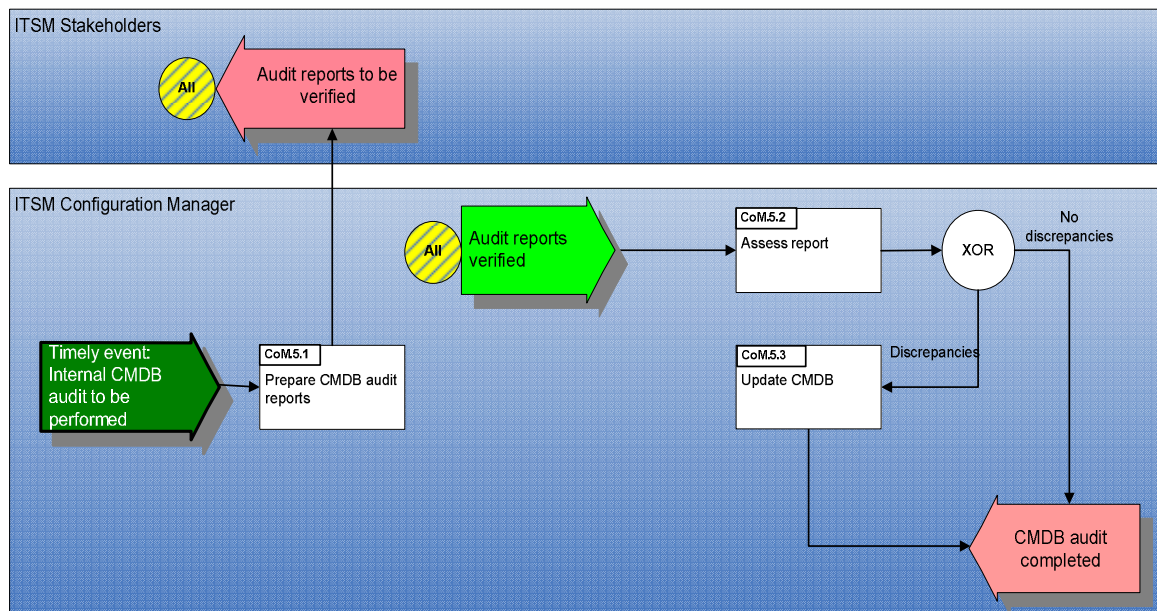 ITSM Stakeholders
All
Audit reports to be
verified
ITSM Configuration Manager
All
Audit reports
verified
CoM.5.2
Assess report
XOR
No
discrepancies
Timely event:
Internal CMDB
audit to be
performed
CoM.5.1
Prepare CMDB audit
reports
CoM.5.3
Update CMDB
Discrepancies
CMDB audit
completed